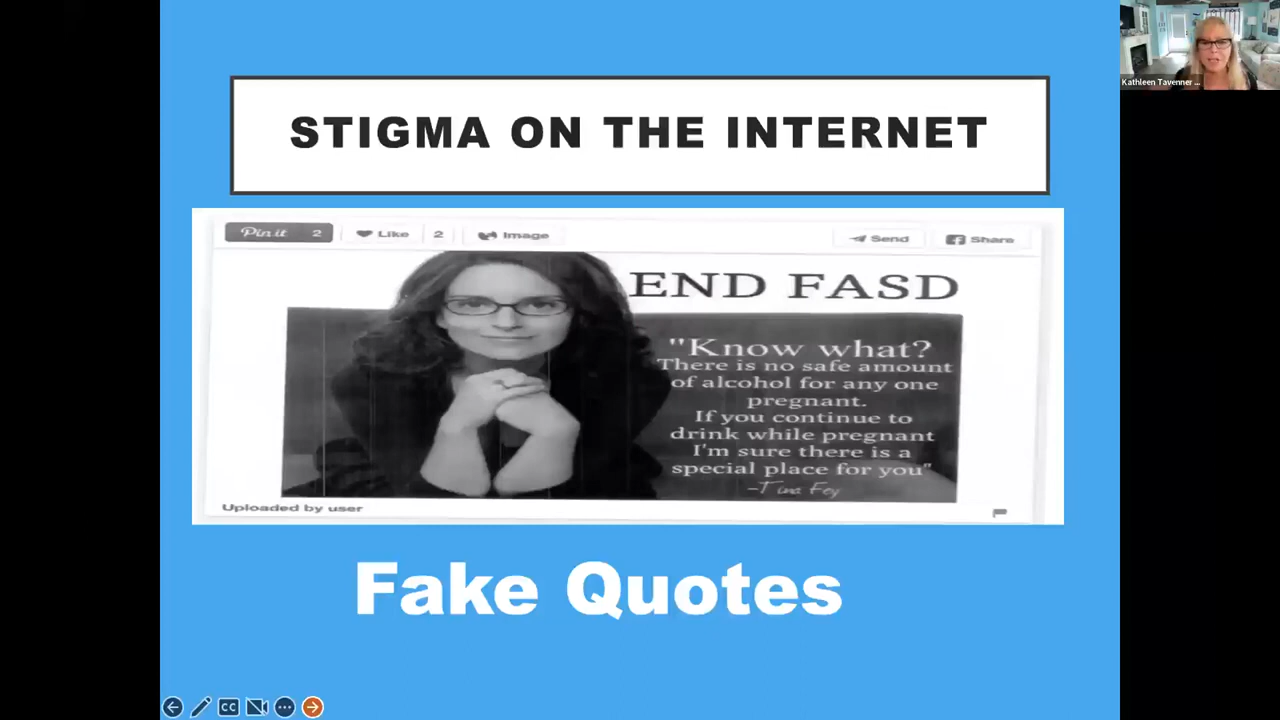 STIGMA ON THE INTERNET
Pin it 2 Like 2 Image Send Share
END FASD
"Know what?
There is no safe amount
of alcohol for any one
pregnant.
If you continue to
drink while pregnant
I'm sure there is a
special place for you"
-Tina Fey
Uploaded by user
Fake Quotes
Kathleen Tavenner ...
CC